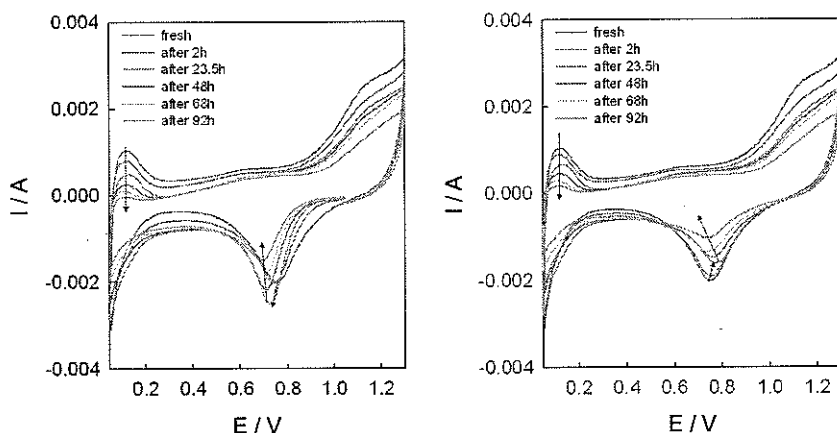 0.004
0.002
0.000
-0.002
-0.004
I / A
fresh
after 2h
after 23.5h
after 48h
after 68h
after 92h
0.2 0.4 0.6 0.8 1.0 1.2
E / V
0.004
0.002
0.000
-0.002
-0.004
I / A
fresh
after 2h
after 23.5h
after 48h
after 68h
after 92h
0.2 0.4 0.6 0.8 1.0 1.2
E / V